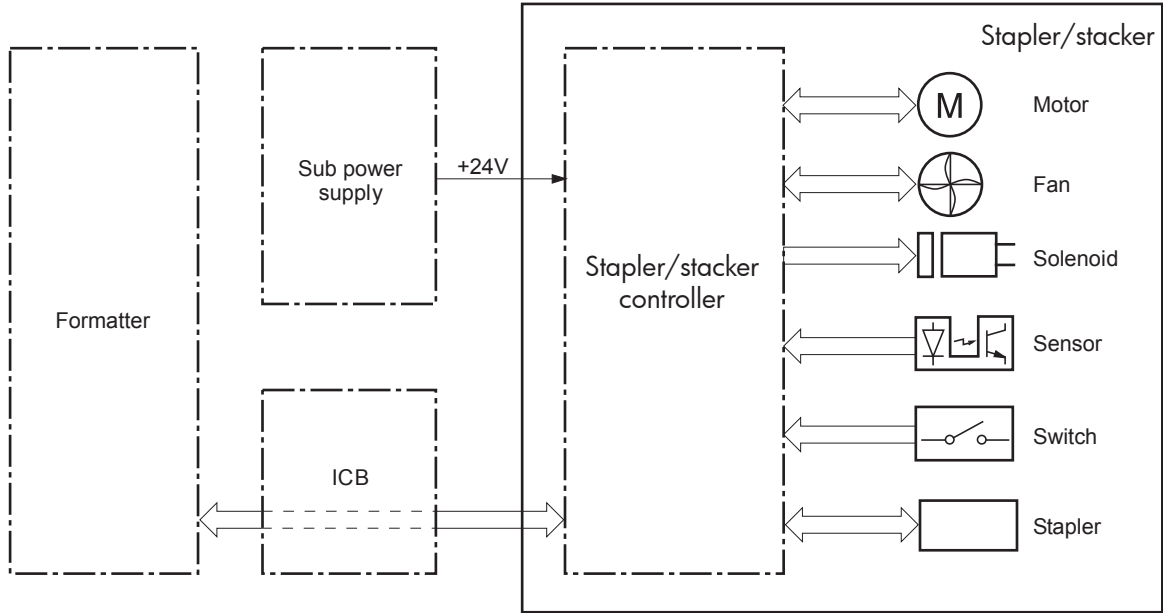 Stapler/stacker
Formatter
Sub power
supply
+24V
ICB
Stapler/stacker
controller
M
Motor
Fan
Solenoid
Sensor
Switch
Stapler